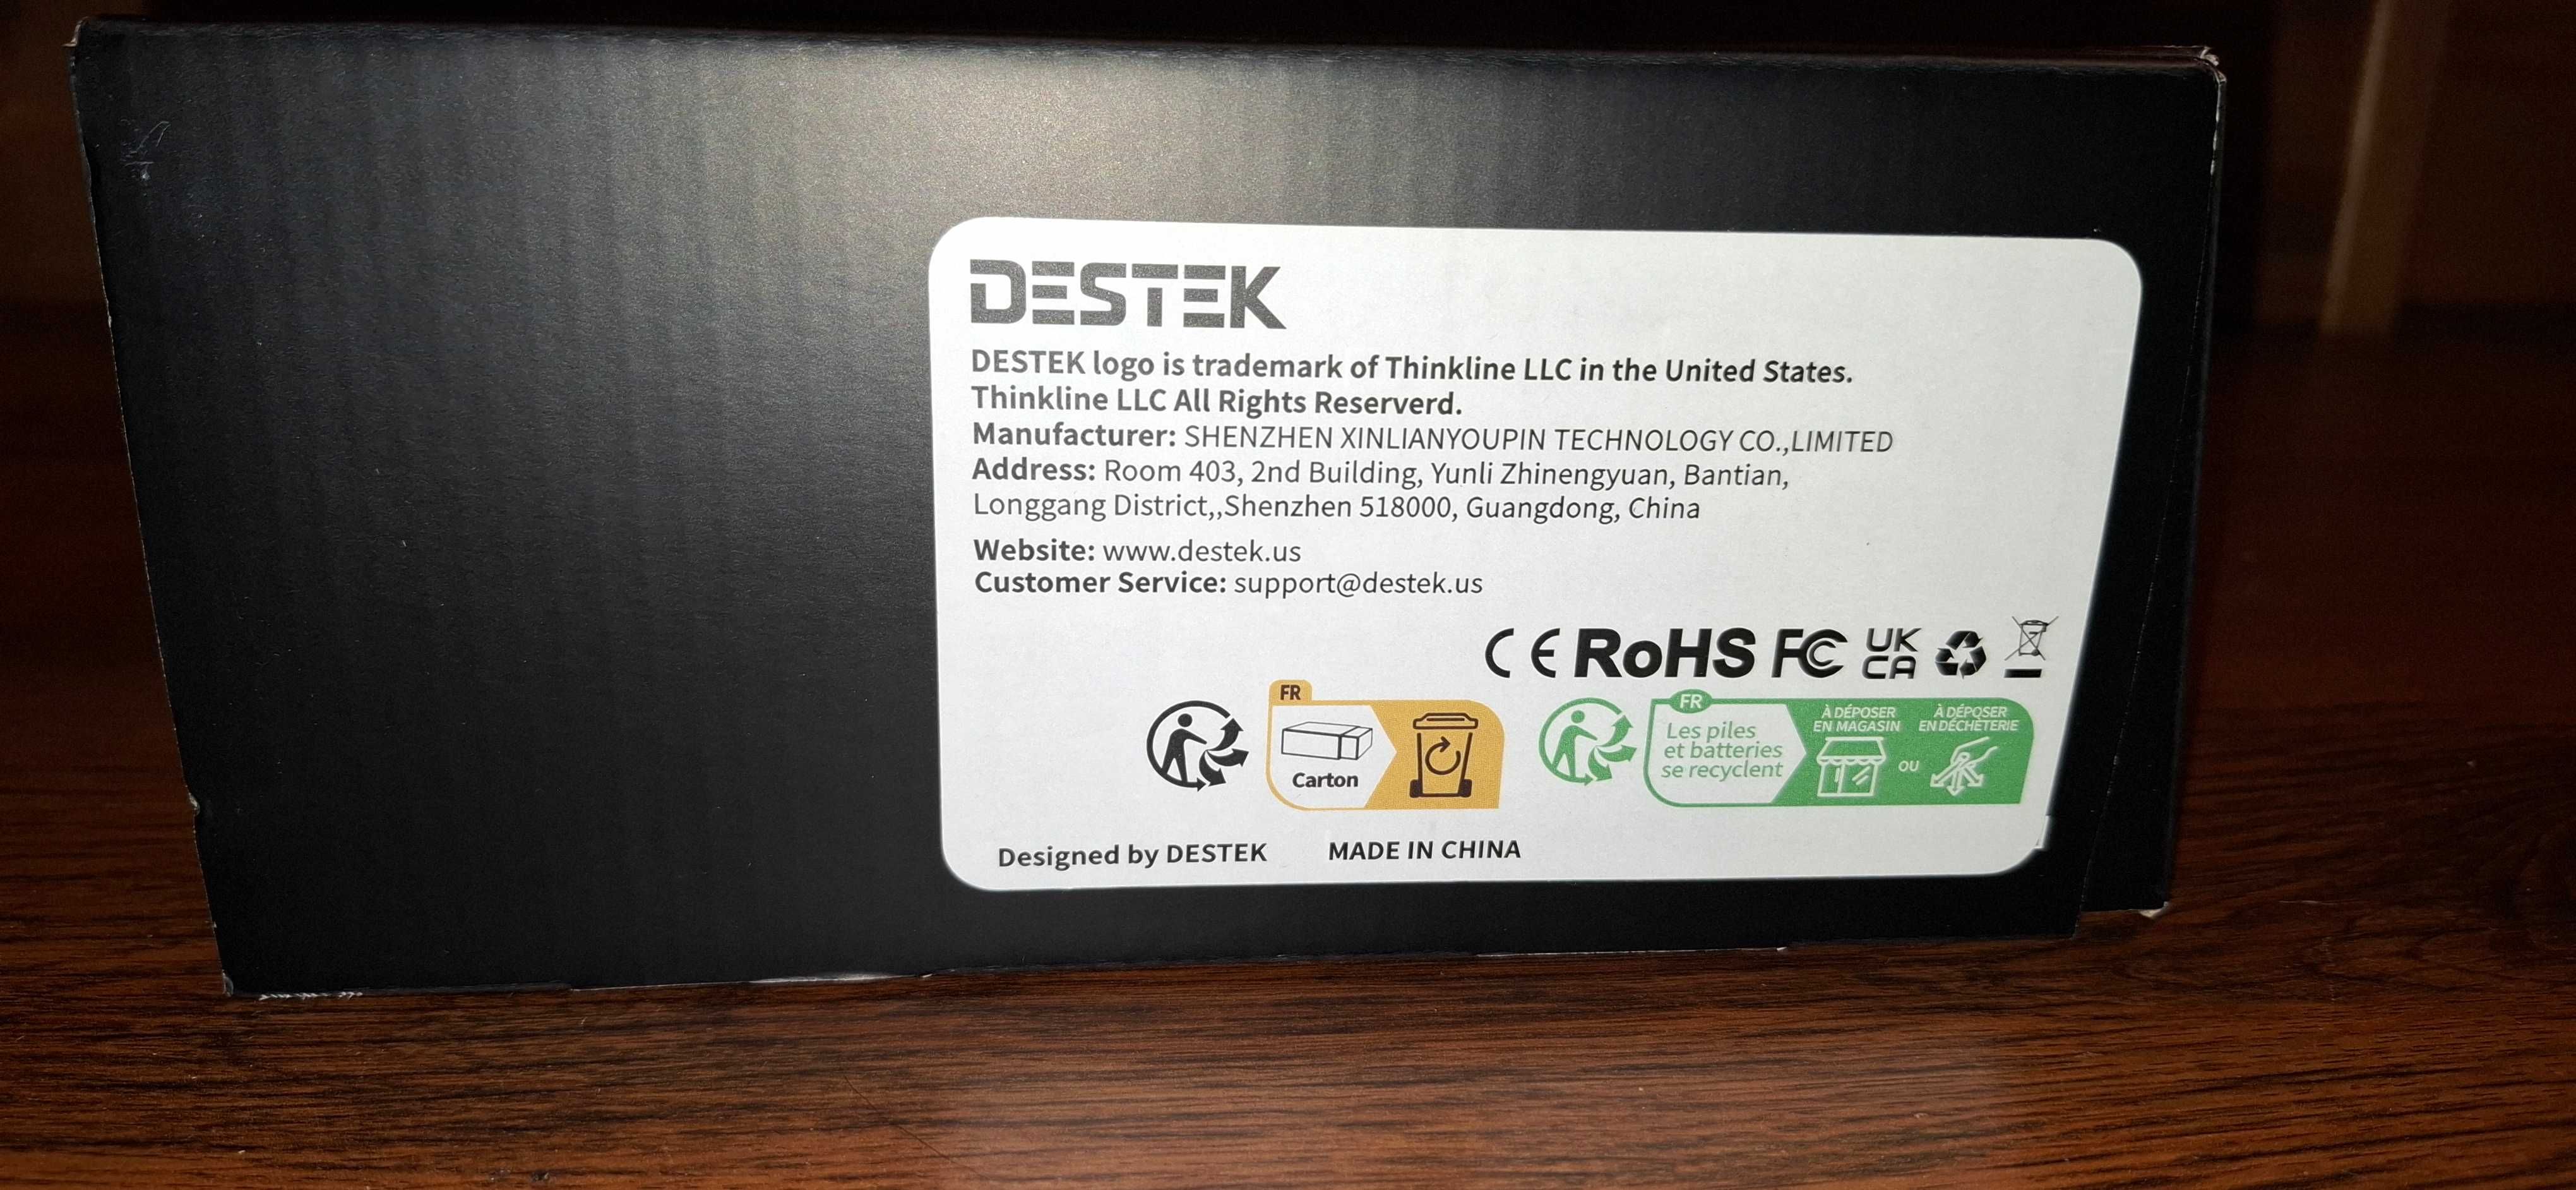 DESTEK
DESTEK logo is trademark of Thinkline LLC in the United States.
Thinkline LLC All Rights Reserverd.
Manufacturer: SHENZHEN XINLIANYOUPIN TECHNOLOGY CO.,LIMITED
Address: Room 403, 2nd Building, Yunli Zhinengyuan, Bantian,
Longgang District,,Shenzhen 518000, Guangdong, China
Website: www.destek.us
Customer Service: support@destek.us
CE RoHS FC UK
CA
FR
Carton
FR
Les piles
et batteries
se recyclent
À DÉPOSER
EN MAGASIN
OU
À DÉPOSER
EN DÉCHÈTERIE
Designed by DESTEK MADE IN CHINA